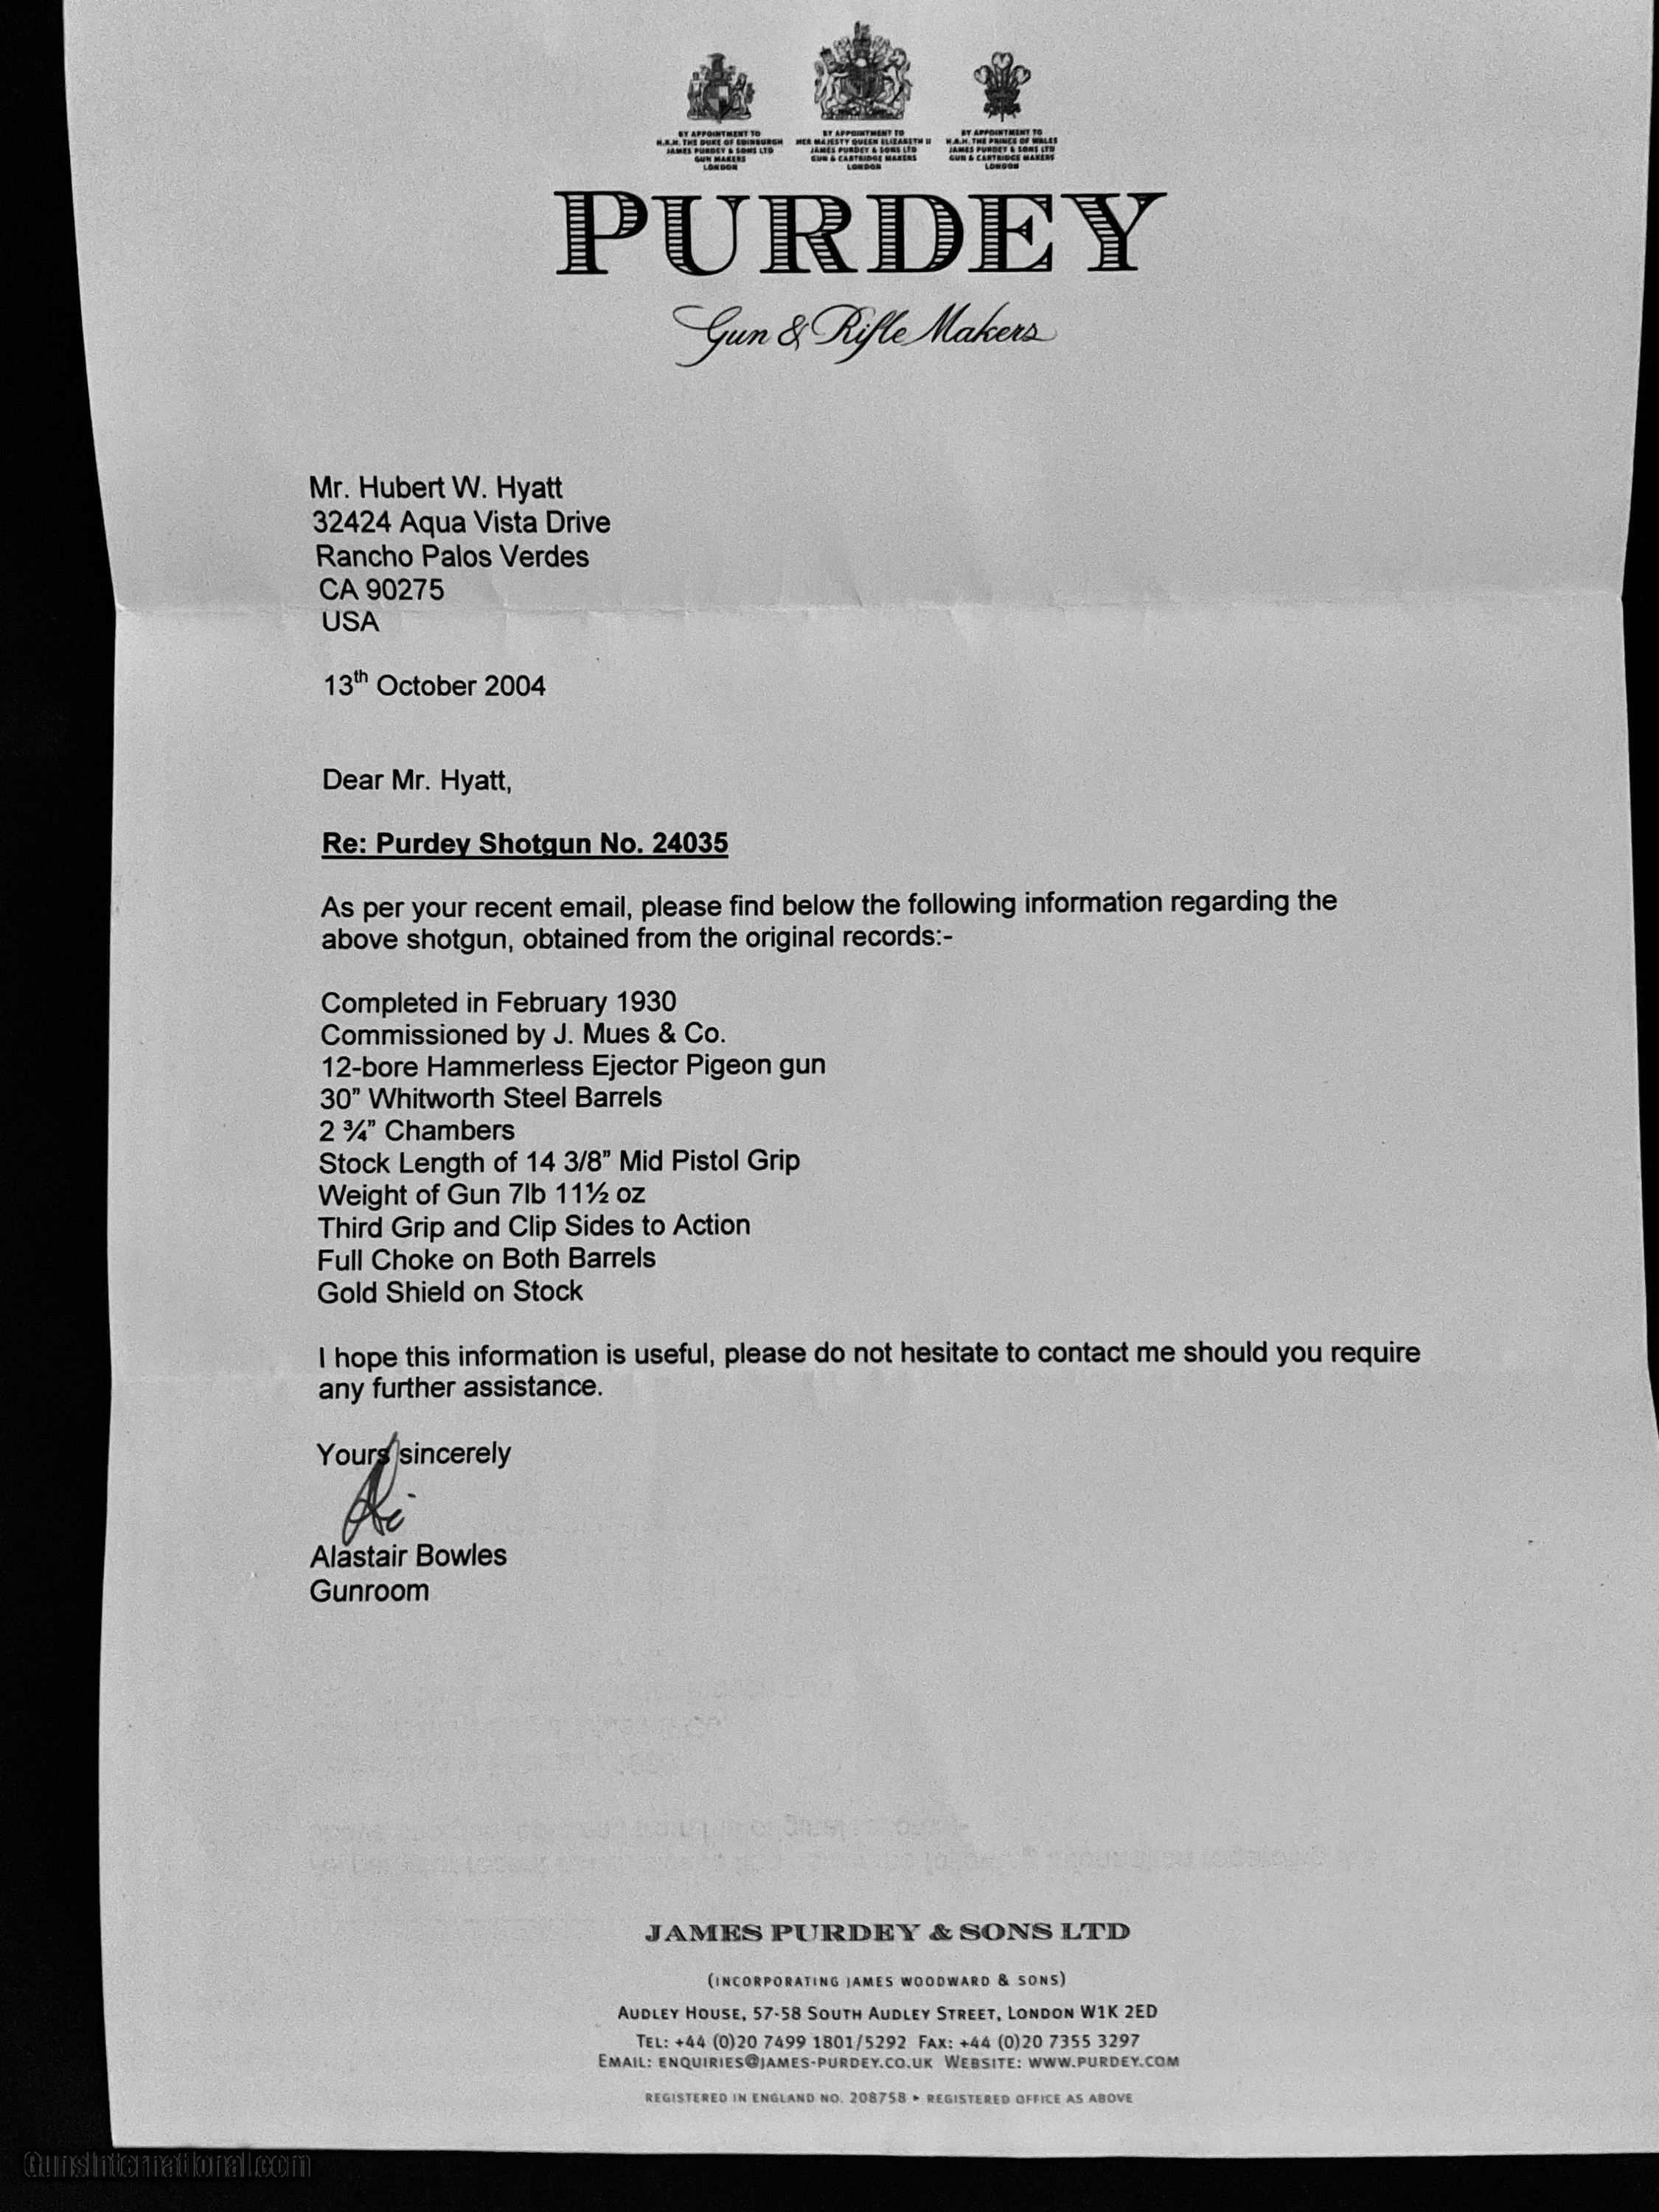 BY APPOINTMENT TO
H.R.H. THE DUKE OF EDINBURGH
JAMES PURDEY & SONS LTD
GUN MAKERS
LONDON
BY APPOINTMENT TO
HER MAJESTY QUEEN ELIZABETH II
JAMES PURDEY & SONS LTD
GUN & CARTRIDGE MAKERS
LONDON
BY APPOINTMENT TO
H.R.H. THE PRINCE OF WALES
JAMES PURDEY & SONS LTD
GUN & CARTRIDGE MAKERS
LONDON
PURDEY
Gun & Rifle Makers
Mr. Hubert W. Hyatt
32424 Aqua Vista Drive
Rancho Palos Verdes
CA 90275
USA
13th October 2004
Dear Mr. Hyatt,
Re: Purdey Shotgun No. 24035
As per your recent email, please find below the following information regarding the
above shotgun, obtained from the original records:-
Completed in February 1930
Commissioned by J. Mues & Co.
12-bore Hammerless Ejector Pigeon gun
30” Whitworth Steel Barrels
2 ¾” Chambers
Stock Length of 14 3/8” Mid Pistol Grip
Weight of Gun 7lb 11½ oz
Third Grip and Clip Sides to Action
Full Choke on Both Barrels
Gold Shield on Stock
I hope this information is useful, please do not hesitate to contact me should you require
any further assistance.
Yours sincerely
Alastair Bowles
Gunroom
JAMES PURDEY & SONS LTD
(INCORPORATING JAMES WOODWARD & SONS)
AUDLEY HOUSE, 57-58 SOUTH AUDLEY STREET, LONDON W1K 2ED
TEL: +44 (0)20 7499 1801/5292 FAX: +44 (0)20 7355 3297
EMAIL: ENQUIRIES@JAMES-PURDEY.CO.UK WEBSITE: WWW.PURDEY.COM
REGISTERED IN ENGLAND NO. 208758 ▸ REGISTERED OFFICE AS ABOVE
GunsInternational.com